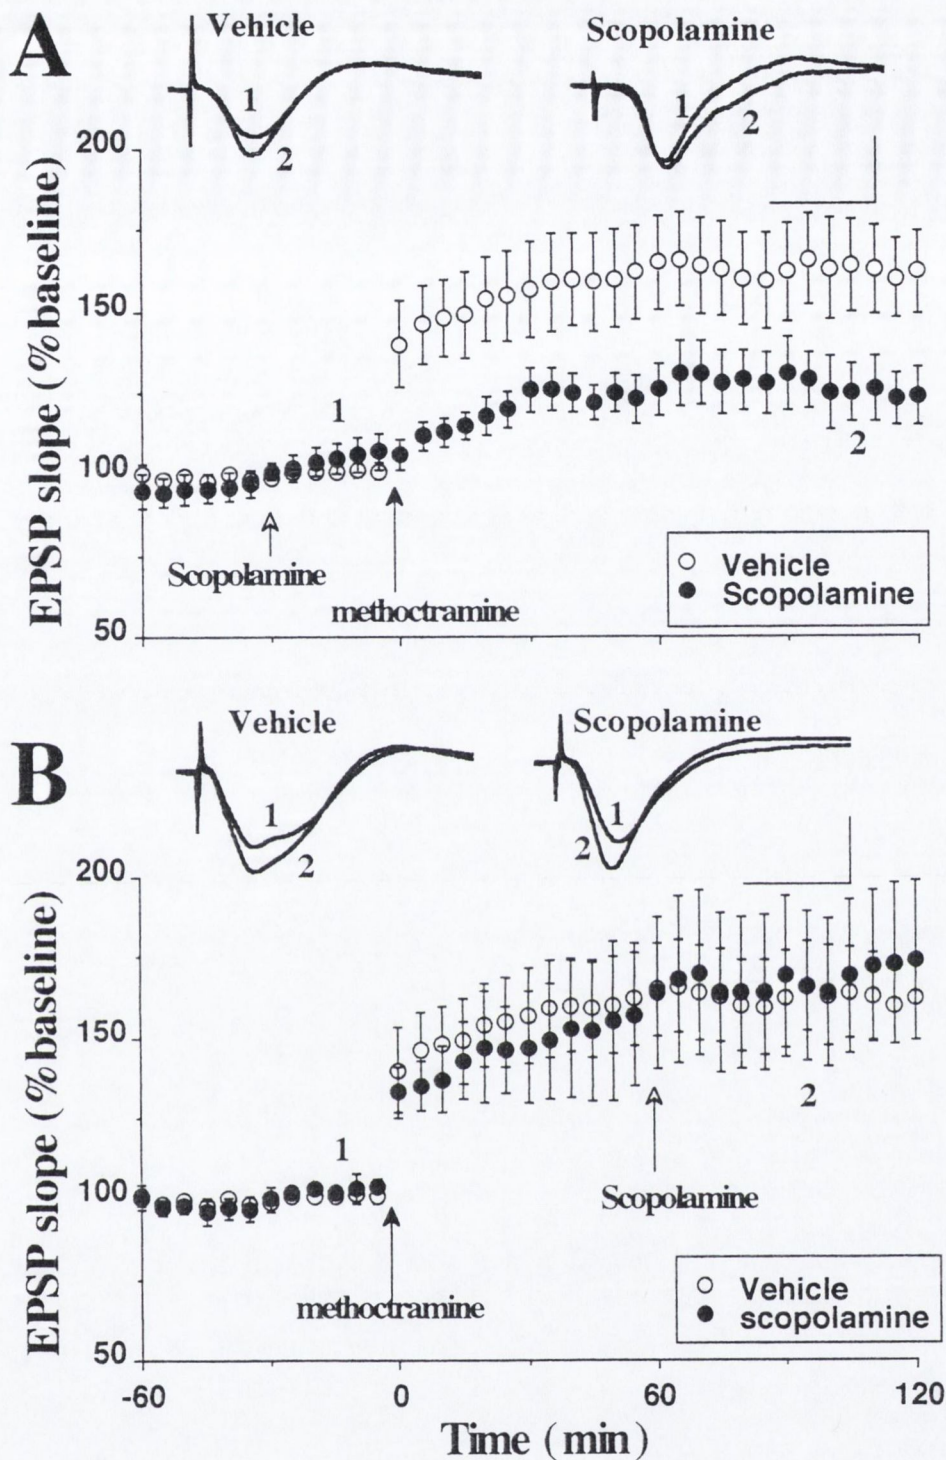 A
Vehicle
Scopolamine
1
2
1
2
EPSP slope (% baseline)
200
150
100
50
1
2
Scopolamine
methoctramine
Vehicle
Scopolamine
B
Vehicle
Scopolamine
1
2
1
2
EPSP slope (% baseline)
200
150
100
50
1
2
Scopolamine
methoctramine
Vehicle
scopolamine
-60
0
60
120
Time (min)